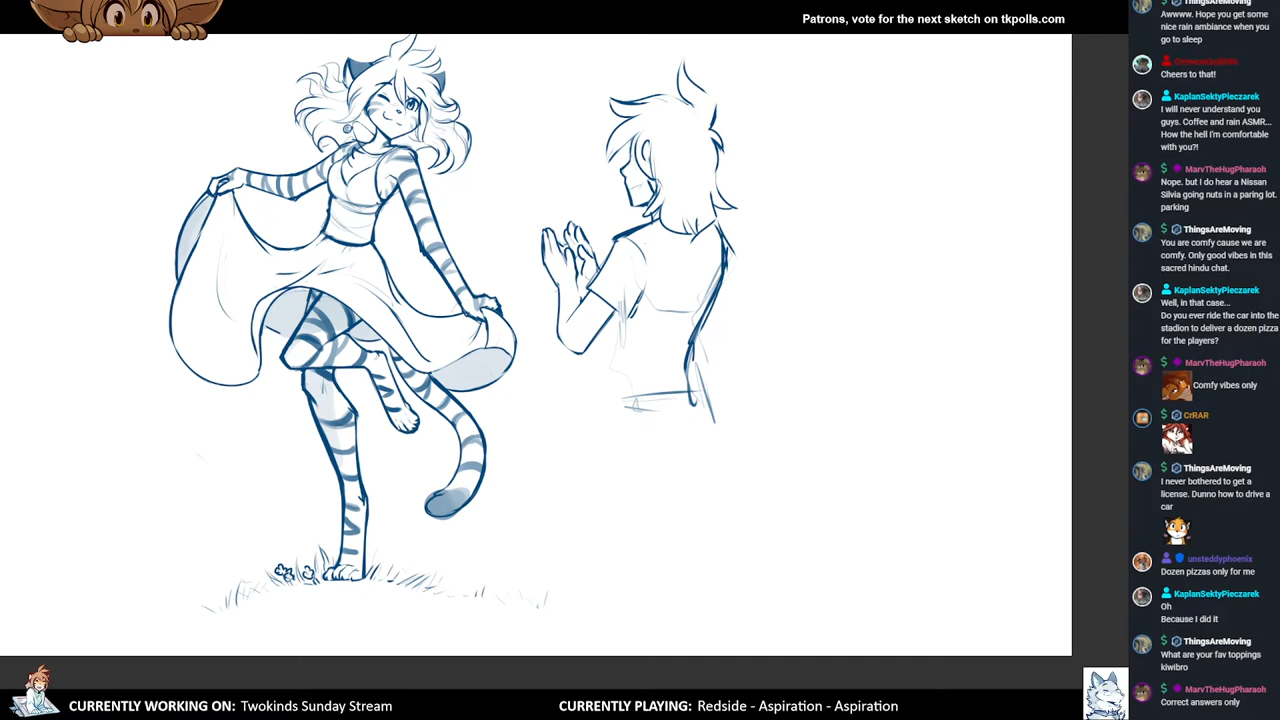 Patrons, vote for the next sketch on tkpolls.com
ThingsAreMoving
Awwww. Hope you get some
nice rain ambiance when you
go to sleep
Cheers to that!
KaplanSektyPieczarek
I will never understand you
guys. Coffee and rain ASMR...
How the hell I'm comfortable
with you?!
MarvTheHugPharaoh
Nope. but I do hear a Nissan
Silvia going nuts in a paring lot.
parking
ThingsAreMoving
You are comfy cause we are
comfy. Only good vibes in this
sacred hindu chat.
KaplanSektyPieczarek
Well, in that case...
Do you ever ride the car into the
stadion to deliver a dozen pizza
for the players?
MarvTheHugPharaoh
Comfy vibes only
CrRAR
ThingsAreMoving
I never bothered to get a
license. Dunno how to drive a
car
unsteddyphoenix
Dozen pizzas only for me
KaplanSektyPieczarek
Oh
Because I did it
ThingsAreMoving
What are your fav toppings
kiwibro
MarvTheHugPharaoh
Correct answers only
CURRENTLY WORKING ON: Twokinds Sunday Stream
CURRENTLY PLAYING: Redside - Aspiration - Aspiration